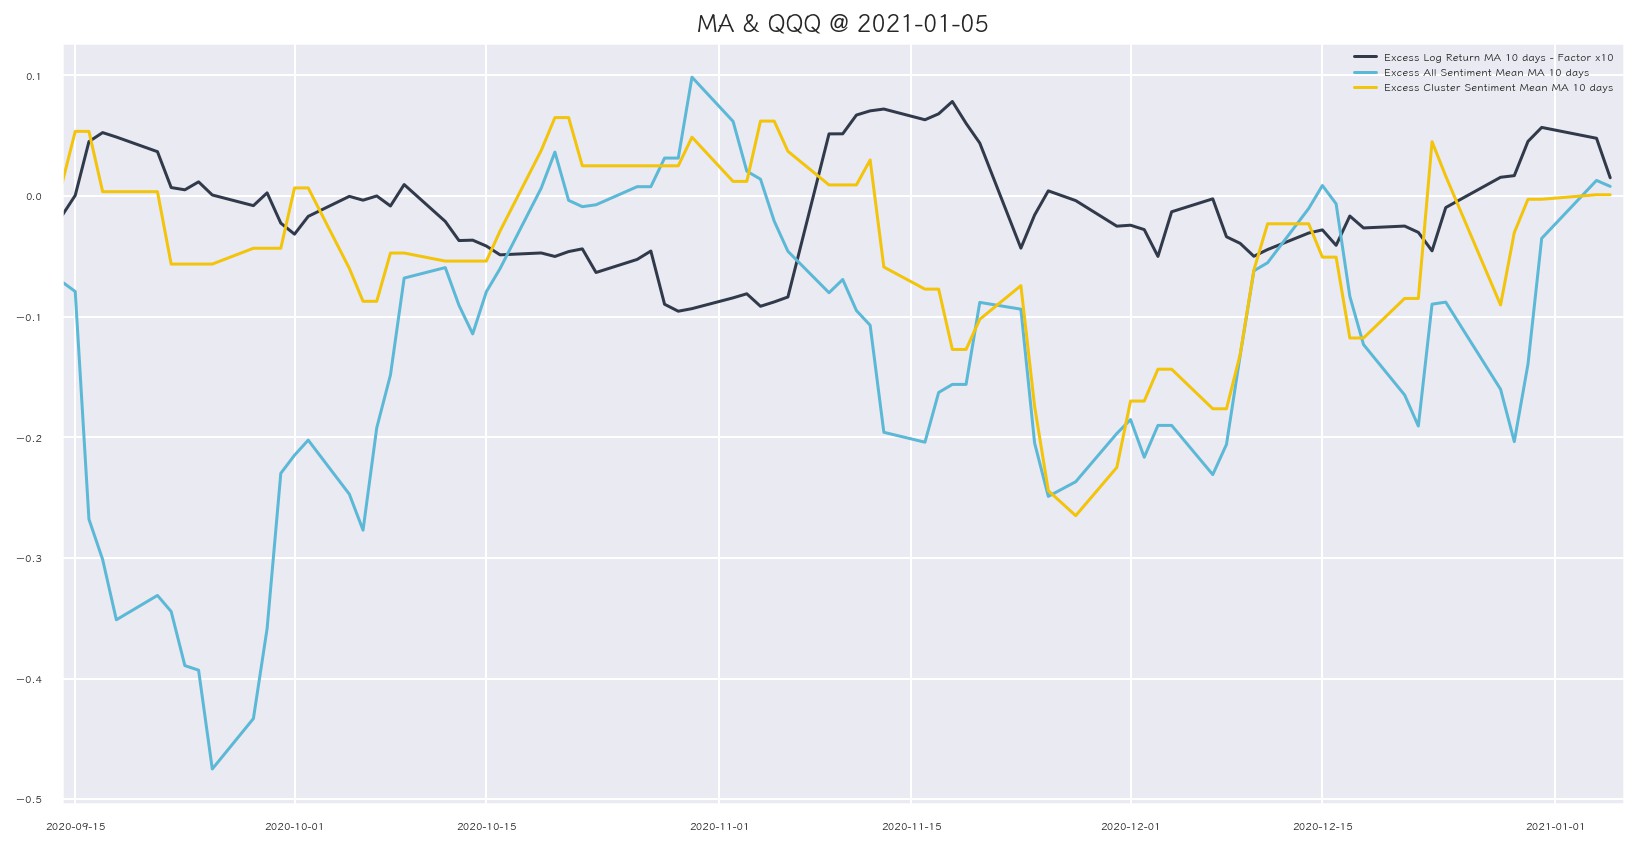 MA & QQQ @ 2021-01-05
Excess Log Return MA 10 days - Factor x10
Excess All Sentiment Mean MA 10 days
Excess Cluster Sentiment Mean MA 10 days
0.1
0.0
−0.1
−0.2
−0.3
−0.4
−0.5
2020-09-15 2020-10-01 2020-10-15 2020-11-01 2020-11-15 2020-12-01 2020-12-15 2021-01-01